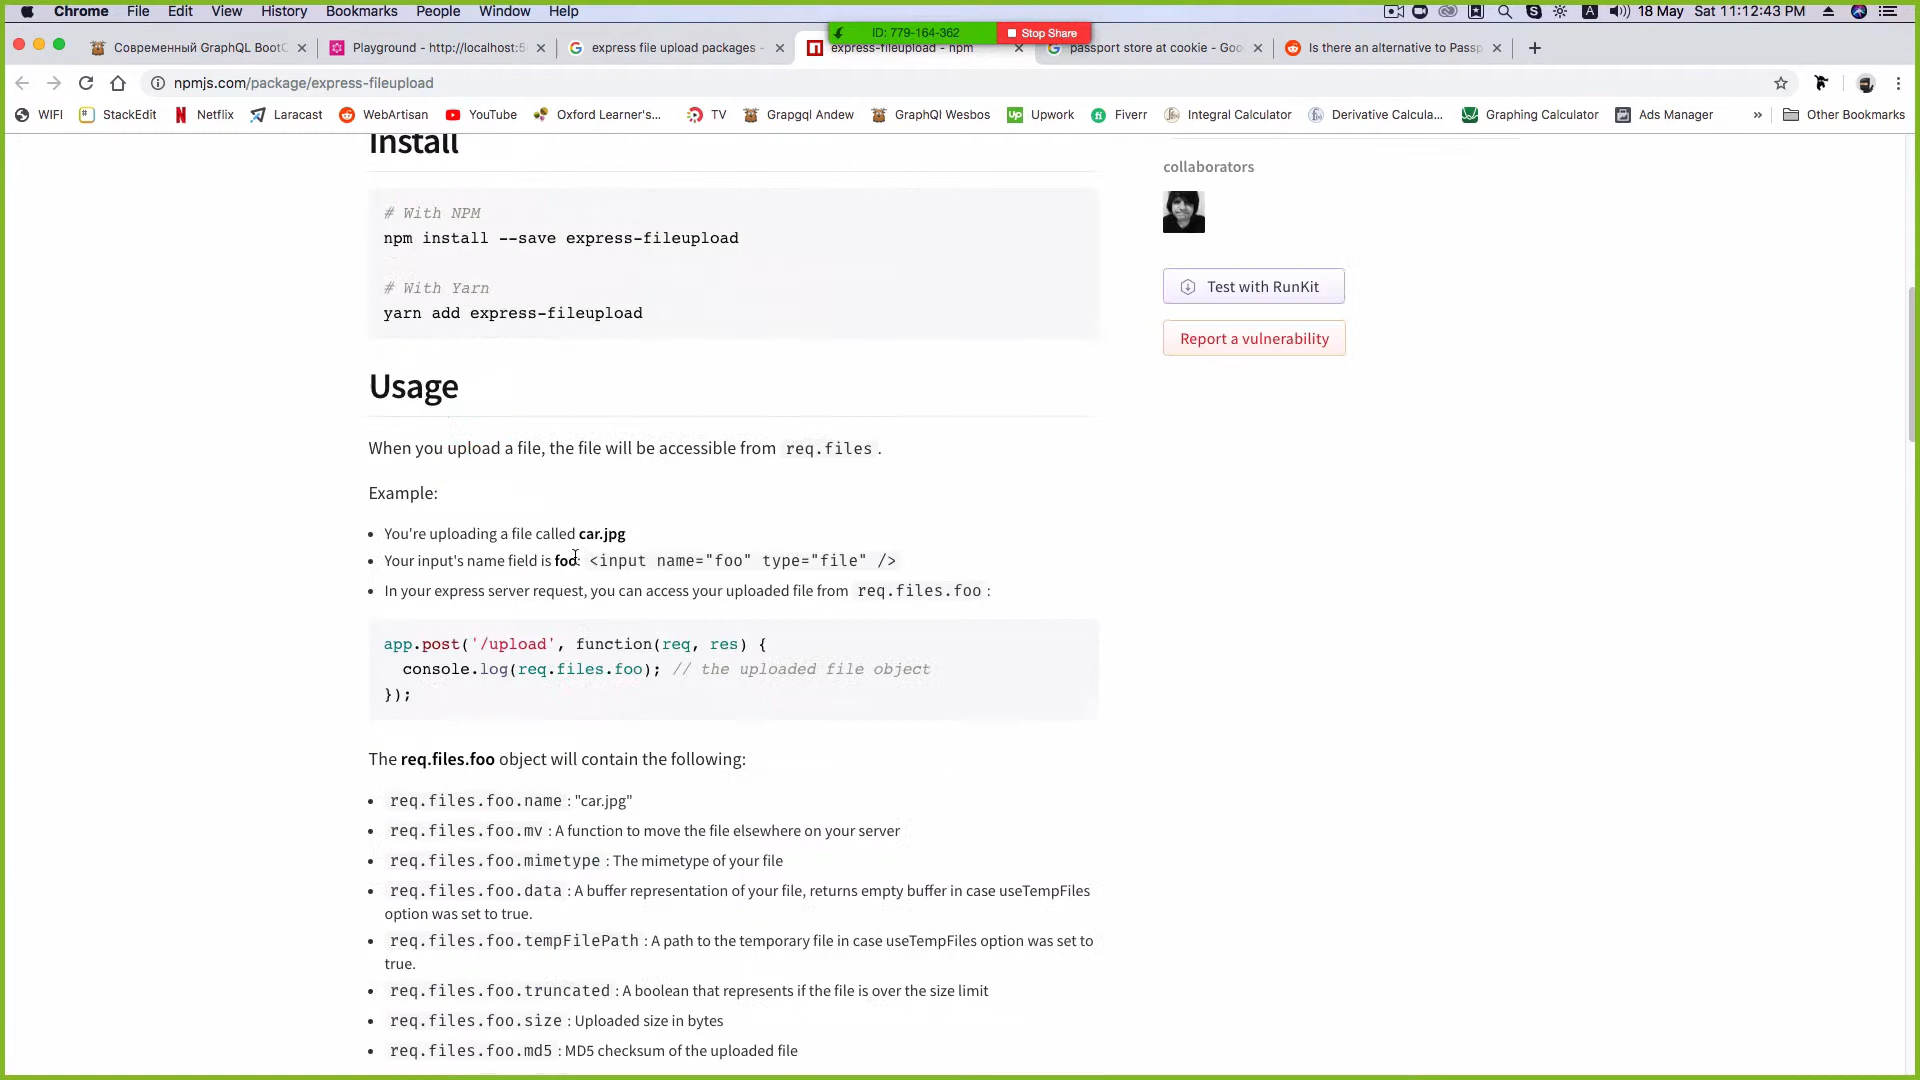 Chrome File Edit View History Bookmarks People Window Help
A 18 May Sat 11:12:43 PM
ID: 779-164-362 Stop Share
Современный GraphQL BootC Playground - http://localhost:5 express file upload packages - express-fileupload - npm passport store at cookie - Goo Is there an alternative to Passp
npmjs.com/package/express-fileupload
WIFI StackEdit Netflix Laracast WebArtisan YouTube Oxford Learner's... TV Grapgql Andew GraphQl Wesbos Upwork Fiverr Integral Calculator Derivative Calcula... Graphing Calculator Ads Manager » Other Bookmarks
Install
collaborators
# With NPM
npm install --save express-fileupload
# With Yarn
yarn add express-fileupload
Test with RunKit
Report a vulnerability
Usage
When you upload a file, the file will be accessible from req.files .
Example:
• You're uploading a file called car.jpg
• Your input's name field is foo: <input name="foo" type="file" />
• In your express server request, you can access your uploaded file from req.files.foo :
app.post('/upload', function(req, res) {
console.log(req.files.foo); // the uploaded file object
});
The req.files.foo object will contain the following:
• req.files.foo.name : "car.jpg"
• req.files.foo.mv : A function to move the file elsewhere on your server
• req.files.foo.mimetype : The mimetype of your file
• req.files.foo.data : A buffer representation of your file, returns empty buffer in case useTempFiles
option was set to true.
• req.files.foo.tempFilePath : A path to the temporary file in case useTempFiles option was set to
true.
• req.files.foo.truncated : A boolean that represents if the file is over the size limit
• req.files.foo.size : Uploaded size in bytes
• req.files.foo.md5 : MD5 checksum of the uploaded file